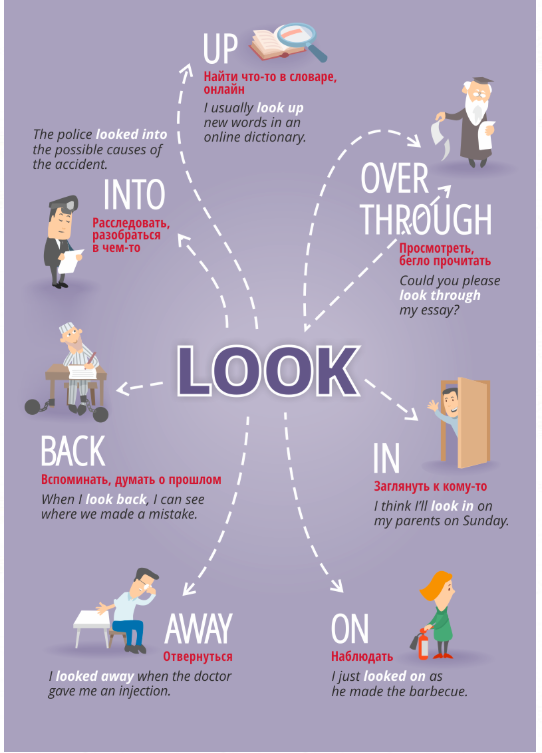 UP
Найти что-то в словаре,
онлайн
I usually look up
new words in an
online dictionary.
The police looked into
the possible causes of
the accident.
INTO
Расследовать,
разобраться
в чем-то
OVER
THROUGH
Просмотреть,
бегло прочитать
Could you please
look through
my essay?
LOOK
BACK
Вспоминать, думать о прошлом
When I look back, I can see
where we made a mistake.
IN
Заглянуть к кому-то
I think I'll look in on
my parents on Sunday.
AWAY
Отвернуться
I looked away when the doctor
gave me an injection.
ON
Наблюдать
I just looked on as
he made the barbecue.